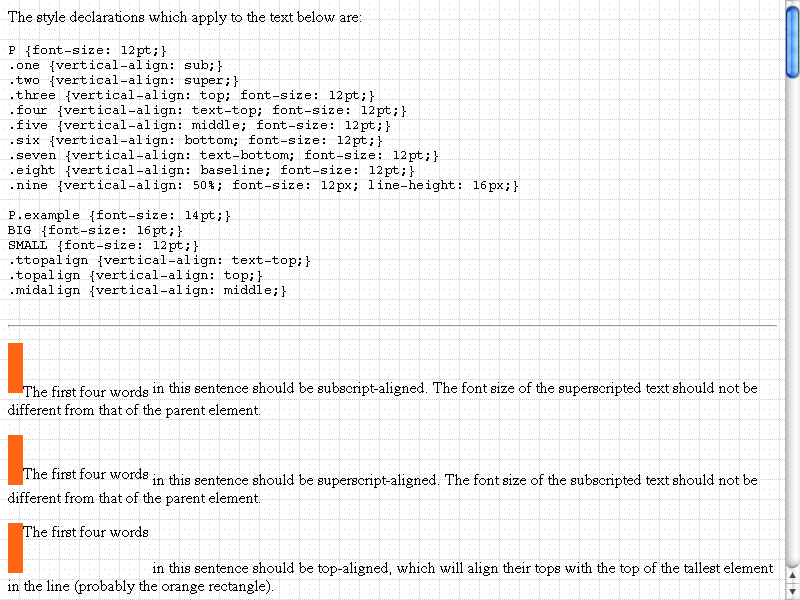 The style declarations which apply to the text below are:
P {font-size: 12pt;}
.one {vertical-align: sub;}
.two {vertical-align: super;}
.three {vertical-align: top; font-size: 12pt;}
.four {vertical-align: text-top; font-size: 12pt;}
.five {vertical-align: middle; font-size: 12pt;}
.six {vertical-align: bottom; font-size: 12pt;}
.seven {vertical-align: text-bottom; font-size: 12pt;}
.eight {vertical-align: baseline; font-size: 12pt;}
.nine {vertical-align: 50%; font-size: 12px; line-height: 16px;}
P.example {font-size: 14pt;}
BIG {font-size: 16pt;}
SMALL {font-size: 12pt;}
.ttopalign {vertical-align: text-top;}
.topalign {vertical-align: top;}
.midalign {vertical-align: middle;}
The first four words in this sentence should be subscript-aligned. The font size of the superscripted text should not be
different from that of the parent element.
The first four words in this sentence should be superscript-aligned. The font size of the subscripted text should not be
different from that of the parent element.
The first four words
in this sentence should be top-aligned, which will align their tops with the top of the tallest element
in the line (probably the orange rectangle).